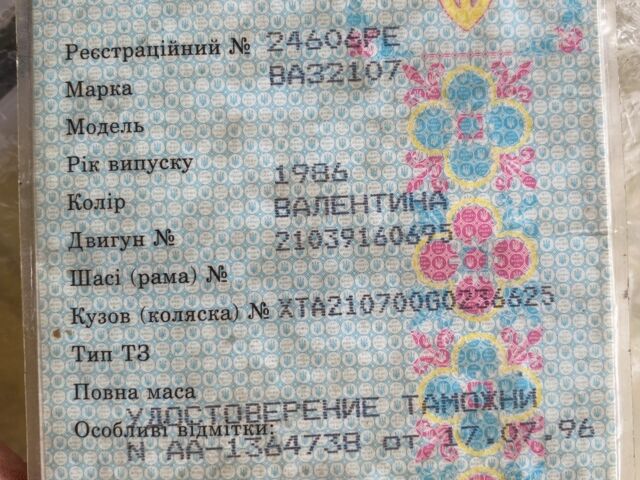 Реєстраційний № 24606РЕ
Марка ВАЗ2107
Модель
Рік випуску 1986
Колір ВАЛЕНТИНА
Двигун № 21039160695
Шасі (рама) №
Кузов (коляска) № XTA210700G0236625
Тип ТЗ
Повна маса
УДОСТОВЕРЕНИЕ ТАМОЖНИ
Особливі відмітки:
N АА-1364738 от 17.07.96